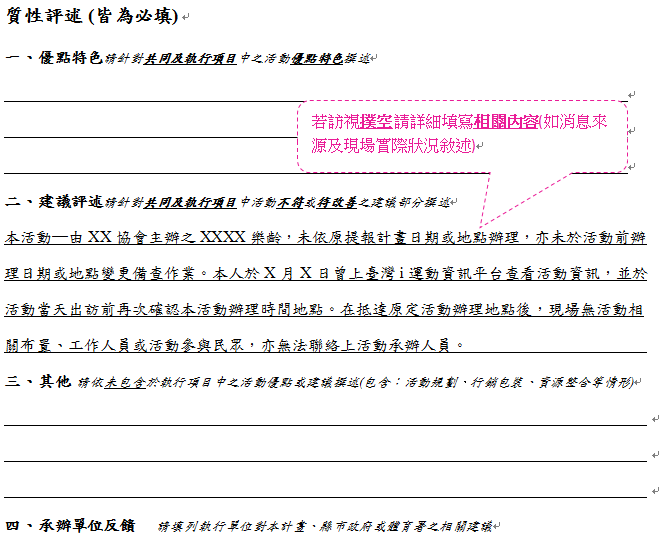 質性評述 (皆為必填)
一、優點特色請針對共同及執行項目中之活動優點特色撰述
若訪視撲空請詳細填寫相關內容(如消息來
源及現場實際狀況敘述)
二、建議評述請針對共同及執行項目中活動不符或待改善之建議部分撰述
本活動—由 XX 協會主辦之 XXXX 樂齡，未依原提報計畫日期或地點辦理，亦未於活動前辦
理日期或地點變更備查作業。本人於 X 月 X 日曾上臺灣 i 運動資訊平台查看活動資訊，並於
活動當天出訪前再次確認本活動辦理時間地點。在抵達原定活動辦理地點後，現場無活動相
關布置、工作人員或活動參與民眾，亦無法聯絡上活動承辦人員。
三、其他 請依未包含於執行項目中之活動優點或建議撰述(包含：活動規劃、行銷包裝、資源整合等情形)
四、承辦單位反饋 請填列執行單位對本計畫、縣市政府或體育署之相關建議